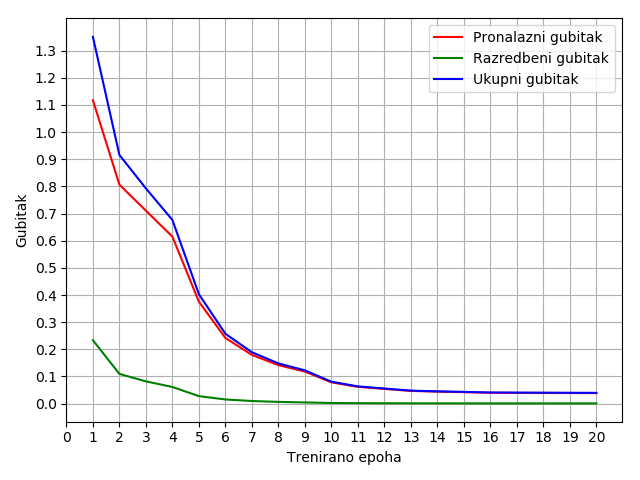 Pronalazni gubitak
Razredbeni gubitak
Ukupni gubitak
Gubitak
1.3
1.2
1.1
1.0
0.9
0.8
0.7
0.6
0.5
0.4
0.3
0.2
0.1
0.0
0 1 2 3 4 5 6 7 8 9 10 11 12 13 14 15 16 17 18 19 20
Trenirano epoha